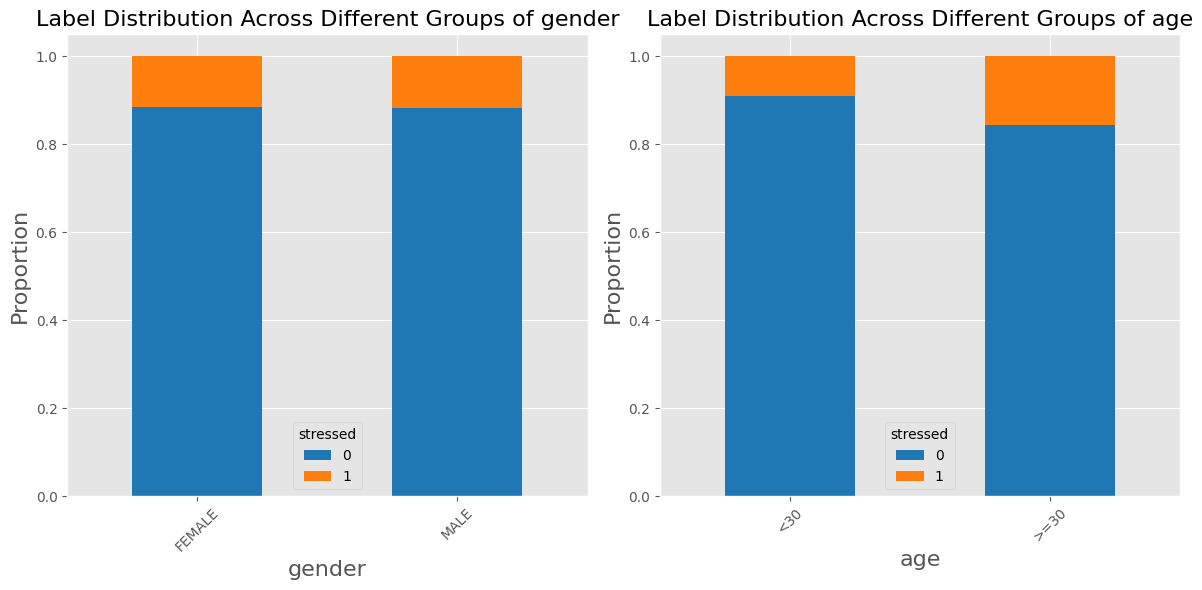 Label Distribution Across Different Groups of gender
Proportion
1.0
0.8
0.6
0.4
0.2
0.0
stressed
0
1
FEMALE
MALE
gender
Label Distribution Across Different Groups of age
Proportion
1.0
0.8
0.6
0.4
0.2
0.0
stressed
0
1
<30
>=30
age